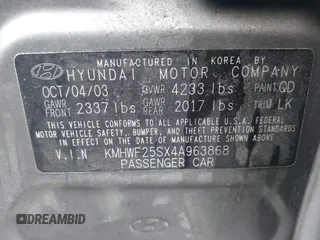 MANUFACTURED IN KOREA BY
HYUNDAI MOTOR COMPANY
OCT/04/03 GVWR 4233 lbs PAINT QD
GAWR FRONT 2337 lbs GAWR REAR 2017 lbs TRIM LK
THIS VEHICLE CONFORMS TO ALL APPLICABLE U.S.A. FEDERAL
MOTOR VEHICLE SAFETY, BUMPER, AND THEFT PREVENTION STANDARDS
IN EFFECT ON THE DATE OF MANUFACTURE SHOWN ABOVE.
V.I.N KMHWF25SX4A963868
PASSENGER CAR
DREAMBID